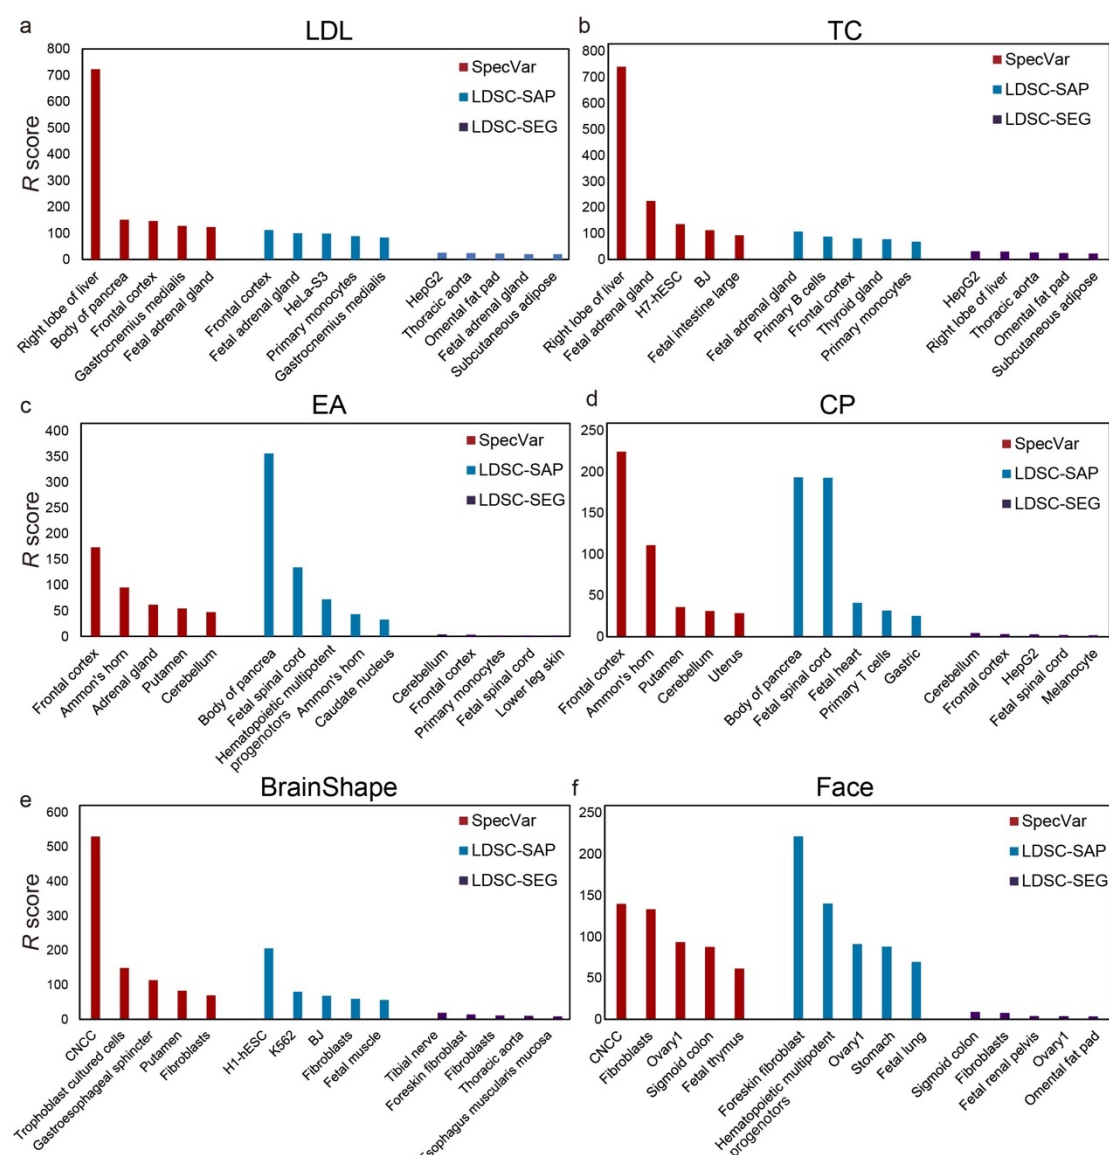 a
LDL
R score
800
700
600
500
400
300
200
100
0
SpecVar
LDSC-SAP
LDSC-SEG
Right lobe of liver
Body of pancrea
Frontal cortex
Gastrocnemius medialis
Fetal adrenal gland
Frontal cortex
Fetal adrenal gland
HeLa-S3
Primary monocytes
Gastrocnemius medialis
HepG2
Thoracic aorta
Omental fat pad
Fetal adrenal gland
Subcutaneous adipose
b
TC
800
700
600
500
400
300
200
100
0
SpecVar
LDSC-SAP
LDSC-SEG
Right lobe of liver
Fetal adrenal gland
H7-hESC
BJ
Fetal intestine large
Fetal adrenal gland
Primary B cells
Frontal cortex
Thyroid gland
Primary monocytes
HepG2
Right lobe of liver
Thoracic aorta
Omental fat pad
Subcutaneous adipose
c
EA
R score
400
350
300
250
200
150
100
50
0
SpecVar
LDSC-SAP
LDSC-SEG
Frontal cortex
Ammon's horn
Adrenal gland
Putamen
Cerebellum
Body of pancrea
Fetal spinal cord
Hematopoietic multipotent
progenotors
Ammon's horn
Caudate nucleus
Cerebellum
Frontal cortex
Primary monocytes
Fetal spinal cord
Lower leg skin
d
CP
250
200
150
100
50
0
SpecVar
LDSC-SAP
LDSC-SEG
Frontal cortex
Ammon's horn
Putamen
Cerebellum
Uterus
Body of pancrea
Fetal spinal cord
Fetal heart
Primary T cells
Gastric
Cerebellum
Frontal cortex
HepG2
Fetal spinal cord
Melanocyte
e
BrainShape
R score
600
500
400
300
200
100
0
SpecVar
LDSC-SAP
LDSC-SEG
CNCC
Trophoblast cultured cells
Gastroesophageal sphincter
Putamen
Fibroblasts
H1-hESC
K562
BJ
Fibroblasts
Fetal muscle
Tibial nerve
Foreskin fibroblast
Fibroblasts
Thoracic aorta
Esophagus muscularis mucosa
f
Face
250
200
150
100
50
0
SpecVar
LDSC-SAP
LDSC-SEG
CNCC
Fibroblasts
Ovary1
Sigmoid colon
Fetal thymus
Foreskin fibroblast
Hematopoietic multipotent
progenotors
Ovary1
Stomach
Fetal lung
Sigmoid colon
Fibroblasts
Fetal renal pelvis
Ovary1
Omental fat pad